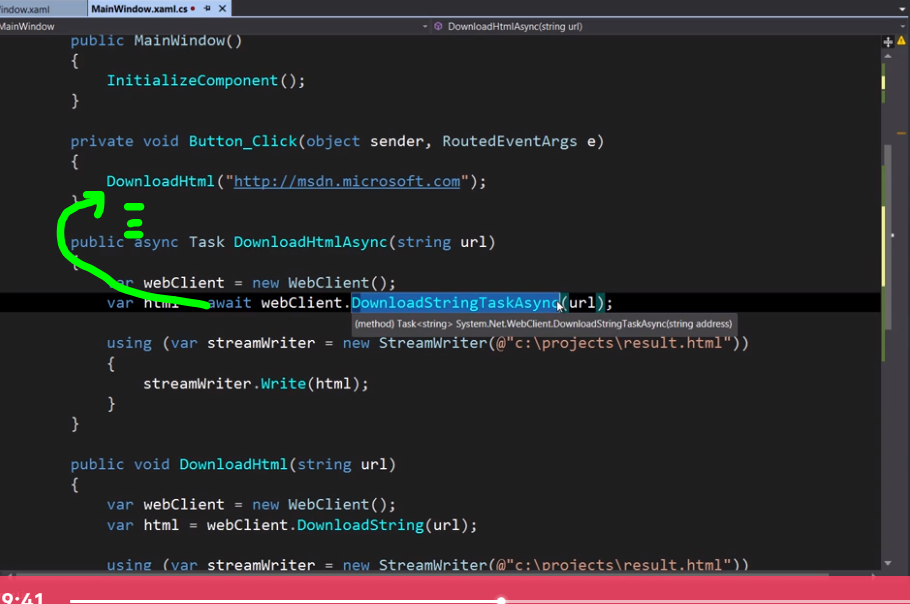 indow.xaml MainWindow.xaml.cs
MainWindow DownloadHtmlAsync(string url)
public MainWindow()
{
InitializeComponent();
}
private void Button_Click(object sender, RoutedEventArgs e)
{
DownloadHtml("http://msdn.microsoft.com");
}
public async Task DownloadHtmlAsync(string url)
{
var webClient = new WebClient();
var html await webClient.DownloadStringTaskAsync(url);
(method) Task<string> System.Net.WebClient.DownloadStringTaskAsync(string address)
using (var streamWriter = new StreamWriter(@"c:\projects\result.html"))
{
streamWriter.Write(html);
}
}
public void DownloadHtml(string url)
{
var webClient = new WebClient();
var html = webClient.DownloadString(url);
using (var streamWriter = new StreamWriter(@"c:\projects\result.html"))
9:41